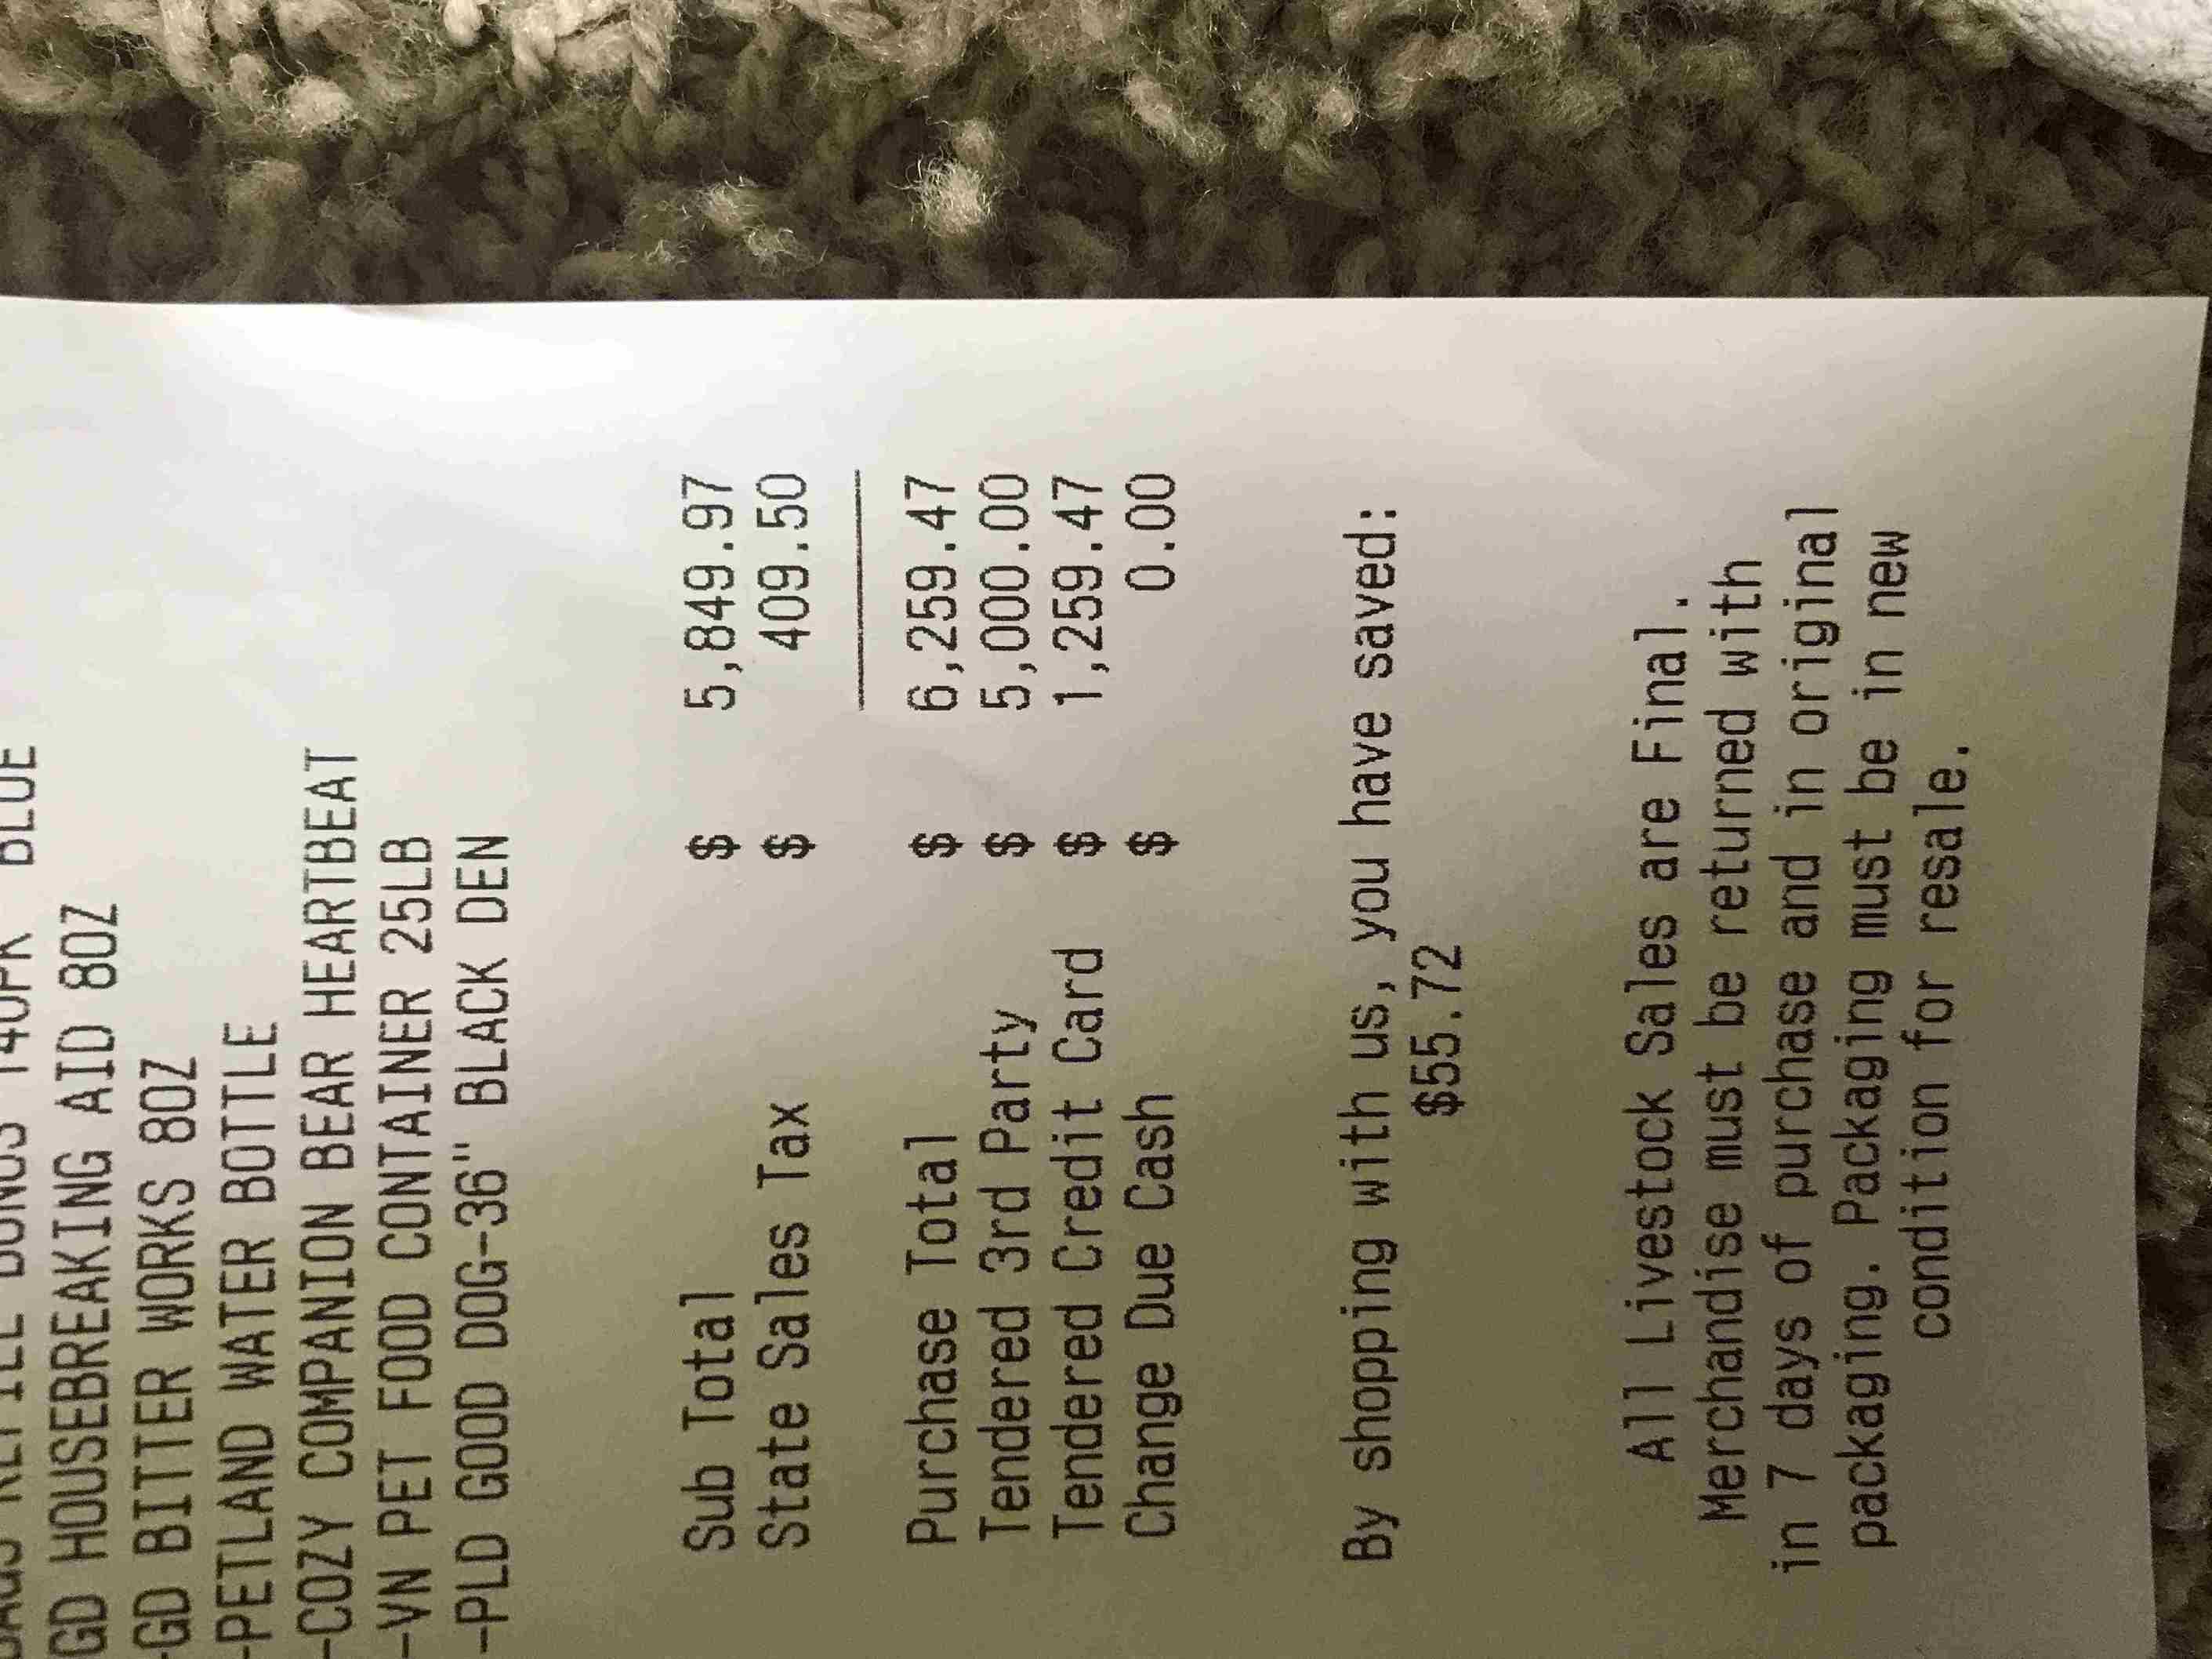 BLUE
GD HOUSEBREAKING AID 8OZ
-GD BITTER WORKS 8OZ
-PETLAND WATER BOTTLE
-COZY COMPANION BEAR HEARTBEAT
-VN PET FOOD CONTAINER 25LB
-PLD GOOD DOG-36" BLACK DEN
Sub Total $ 5,849.97
State Sales Tax $ 409.50
Purchase Total $ 6,259.47
Tendered 3rd Party $ 5,000.00
Tendered Credit Card $ 1,259.47
Change Due Cash $ 0.00
By shopping with us, you have saved:
$55.72
All Livestock Sales are Final.
Merchandise must be returned with
in 7 days of purchase and in original
packaging. Packaging must be in new
condition for resale.